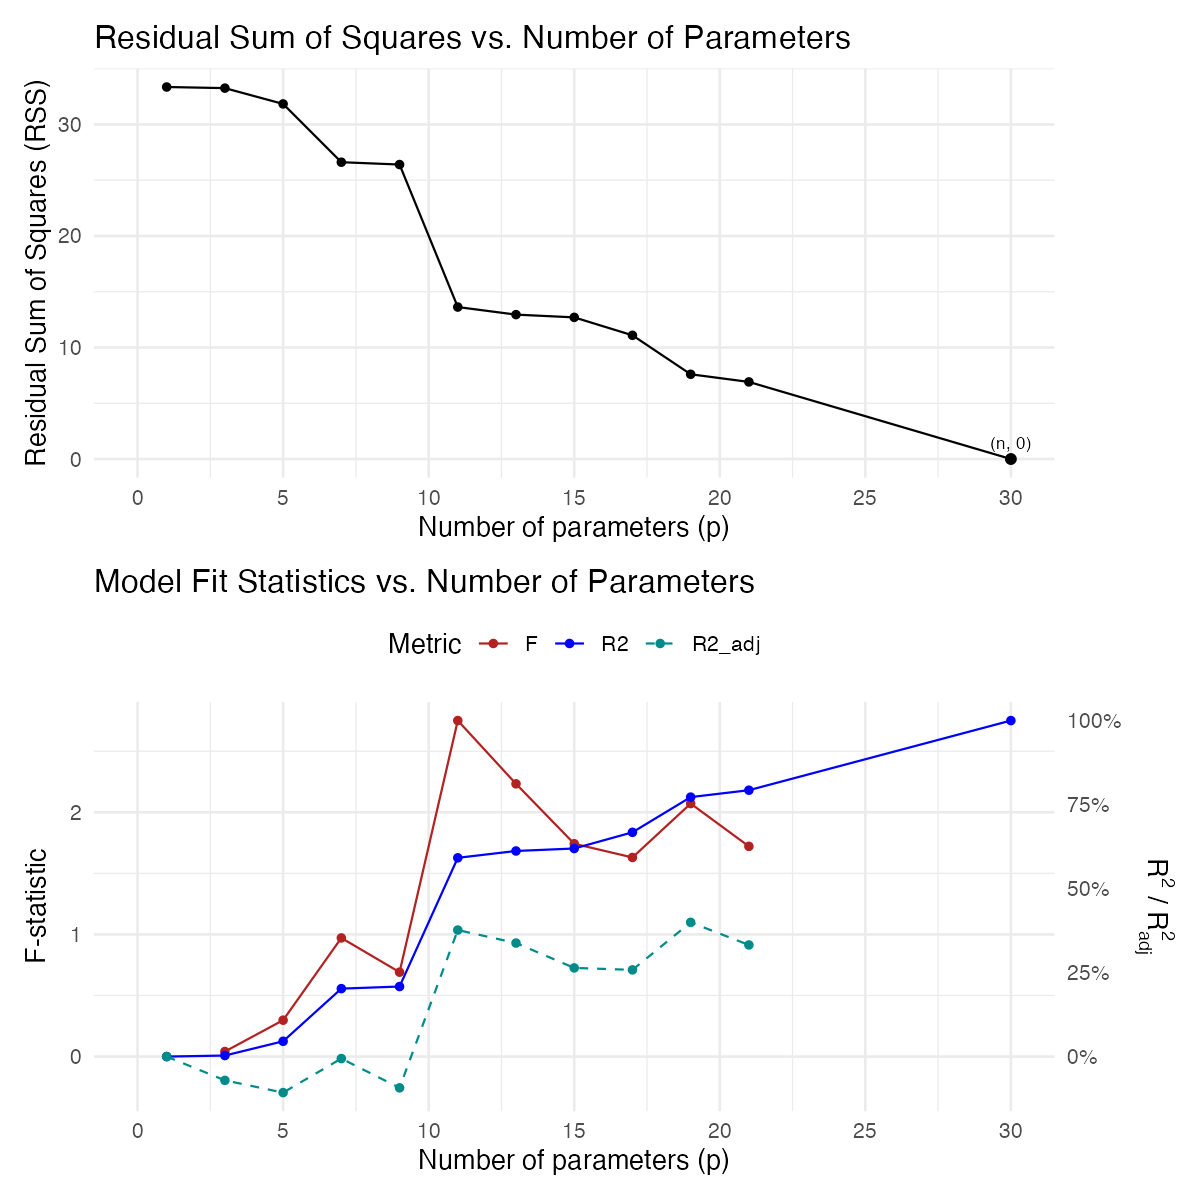 Residual Sum of Squares vs. Number of Parameters
Residual Sum of Squares (RSS)
30
20
10
0
(n, 0)
0 5 10 15 20 25 30
Number of parameters (p)
Model Fit Statistics vs. Number of Parameters
Metric F R2 R2_adj
F-statistic
2
1
0
100%
75%
50%
25%
0%
R² / R²adj
0 5 10 15 20 25 30
Number of parameters (p)